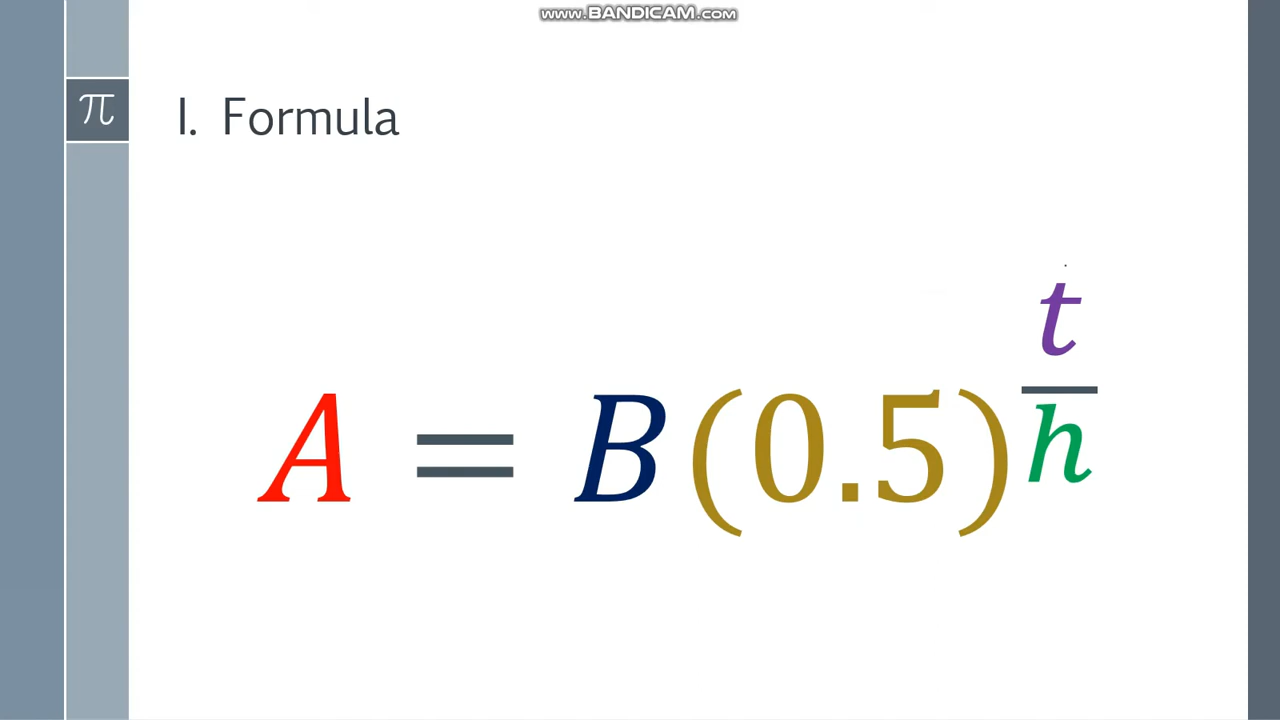 www.BANDICAM.com
π
I. Formula
A = B(0.5)^(t/h)